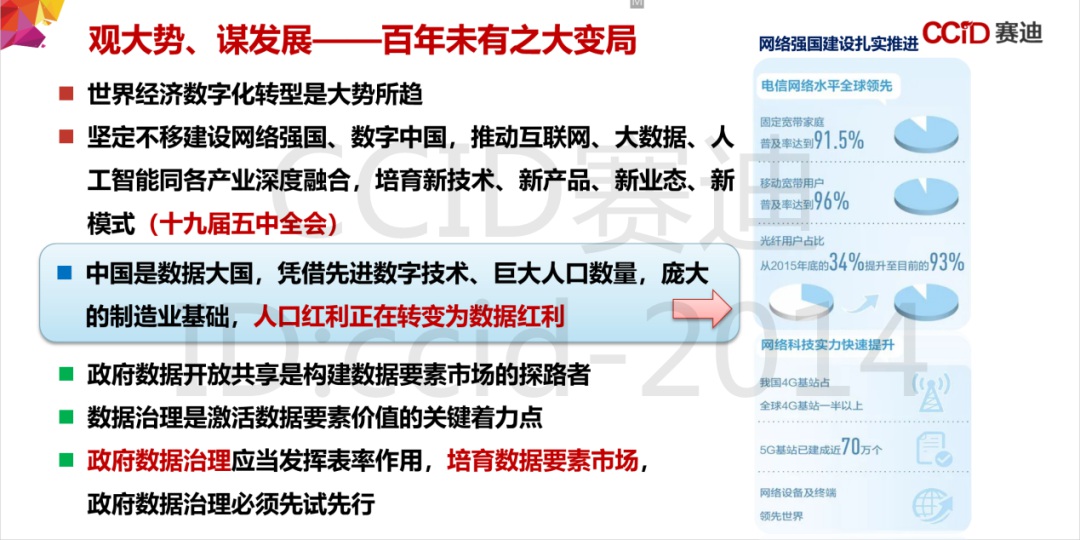 观大势、谋发展——百年未有之大变局
世界经济数字化转型是大势所趋
坚定不移建设网络强国、数字中国，推动互联网、大数据、人
工智能同各产业深度融合，培育新技术、新产品、新业态、新
模式（十九届五中全会）
中国是数据大国，凭借先进数字技术、巨大人口数量，庞大
的制造业基础，人口红利正在转变为数据红利
政府数据开放共享是构建数据要素市场的探路者
数据治理是激活数据要素价值的关键着力点
政府数据治理应当发挥表率作用，培育数据要素市场，
政府数据治理必须先试先行
网络强国建设扎实推进
CCID 赛迪
电信网络水平全球领先
固定宽带家庭
普及率达到91.5%
移动宽带用户
普及率达到96%
光纤用户占比
从2015年底的34%提升至目前的93%
网络科技实力快速提升
我国4G基站占
全球4G基站一半以上
5G基站已建成近70万个
网络设备及终端
领先世界
CCID赛迪
ID:ccid-2014
M